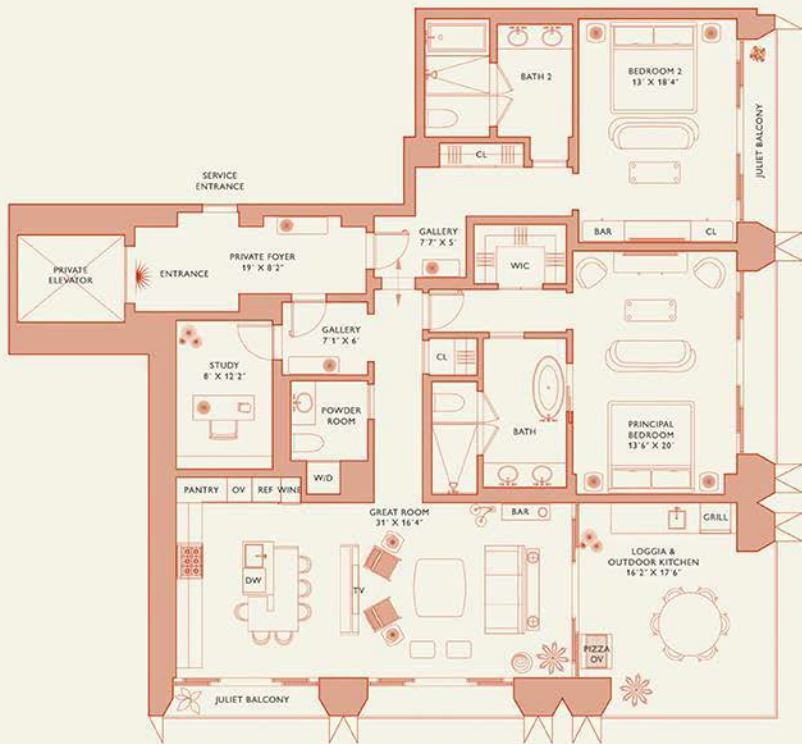 BATH 2
BEDROOM 2
13' X 18'4"
JULIET BALCONY
CL
SERVICE
ENTRANCE
BAR
CL
GALLERY
7'7" X 5'
PRIVATE
ELEVATOR
ENTRANCE
PRIVATE FOYER
19' X 8'2"
WIC
GALLERY
7'1" X 6'
STUDY
8' X 12'2"
CL
POWDER
ROOM
BATH
PRINCIPAL
BEDROOM
13'6" X 20'
W/D
PANTRY
OV
REF
WINE
GREAT ROOM
31' X 16'4"
BAR
GRILL
LOGGIA &
OUTDOOR KITCHEN
16'2" X 17'6"
DW
TV
PIZZA
OV
JULIET BALCONY